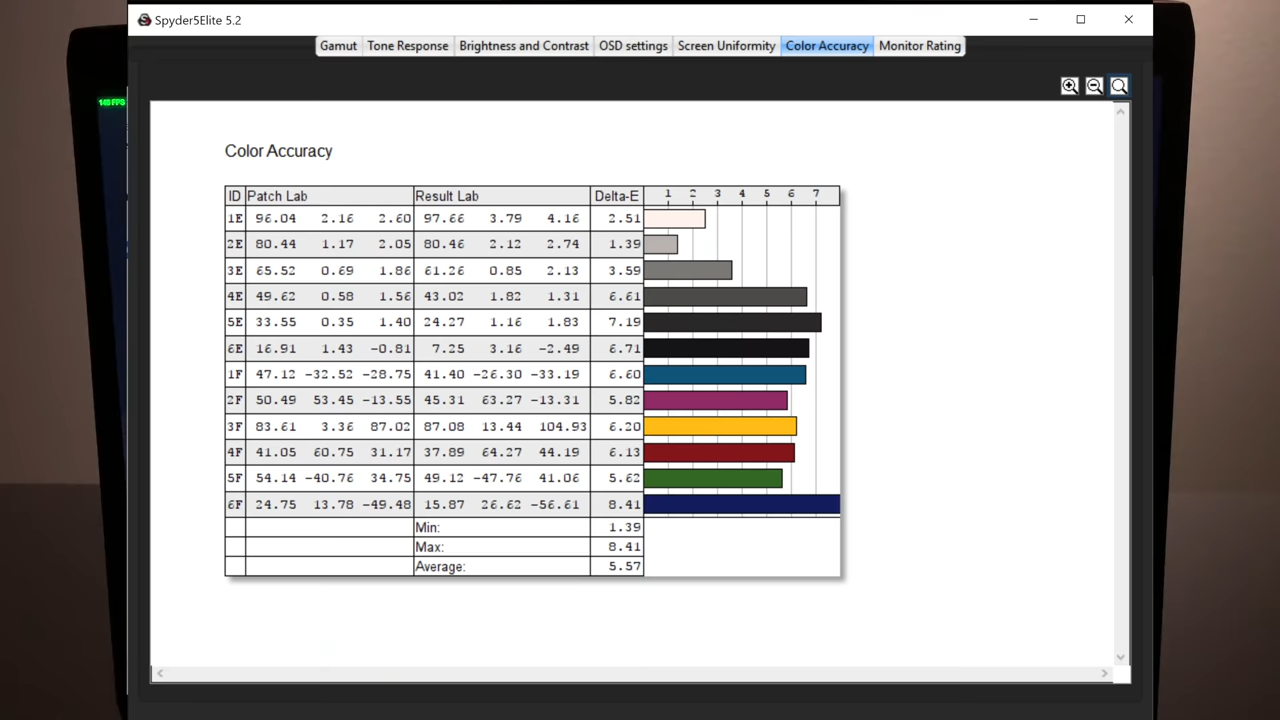 Spyder5Elite 5.2
Gamut Tone Response Brightness and Contrast OSD settings Screen Uniformity Color Accuracy Monitor Rating
140 FPS
Color Accuracy
ID Patch Lab Result Lab Delta-E 1 2 3 4 5 6 7
1E 96.04 2.16 2.60 97.66 3.79 4.16 2.51
2E 80.44 1.17 2.05 80.46 2.12 2.74 1.39
3E 65.52 0.69 1.86 61.26 0.85 2.13 3.59
4E 49.62 0.58 1.56 43.02 1.82 1.31 6.61
5E 33.55 0.35 1.40 24.27 1.16 1.83 7.19
6E 16.91 1.43 -0.81 7.25 3.16 -2.49 6.71
1F 47.12 -32.52 -28.75 41.40 -26.30 -33.19 6.60
2F 50.49 53.45 -13.55 45.31 63.27 -13.31 5.82
3F 83.61 3.36 87.02 87.08 13.44 104.93 6.20
4F 41.05 60.75 31.17 37.89 64.27 44.19 6.13
5F 54.14 -40.76 34.75 49.12 -47.76 41.06 5.62
6F 24.75 13.78 -49.48 15.87 26.62 -56.61 8.41
Min: 1.39
Max: 8.41
Average: 5.57